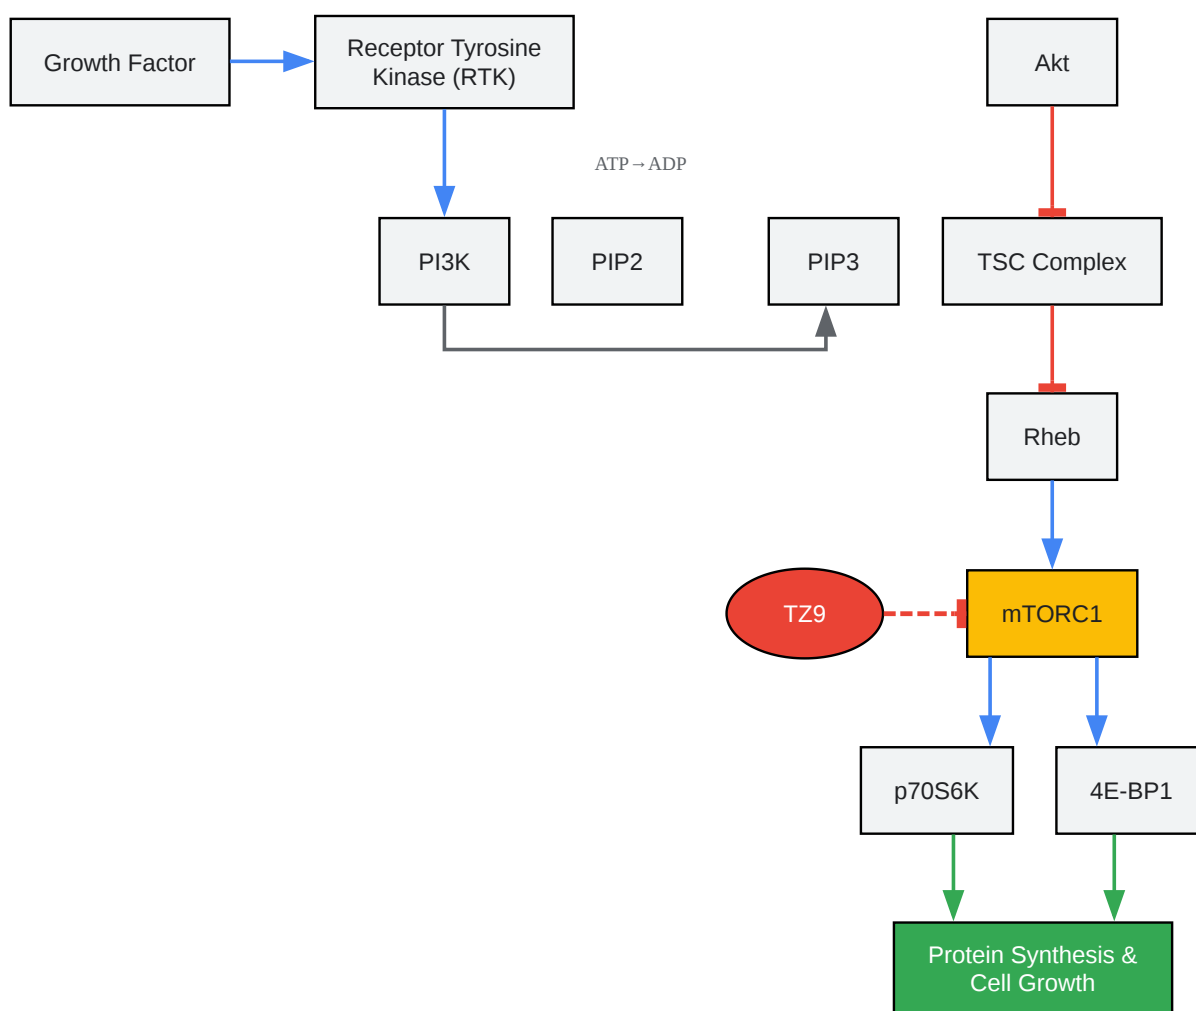 Growth Factor
Receptor Tyrosine
Kinase (RTK)
Akt
ATP→ADP
PI3K
PIP2
PIP3
TSC Complex
Rheb
TZ9
mTORC1
p70S6K
4E-BP1
Protein Synthesis &
Cell Growth